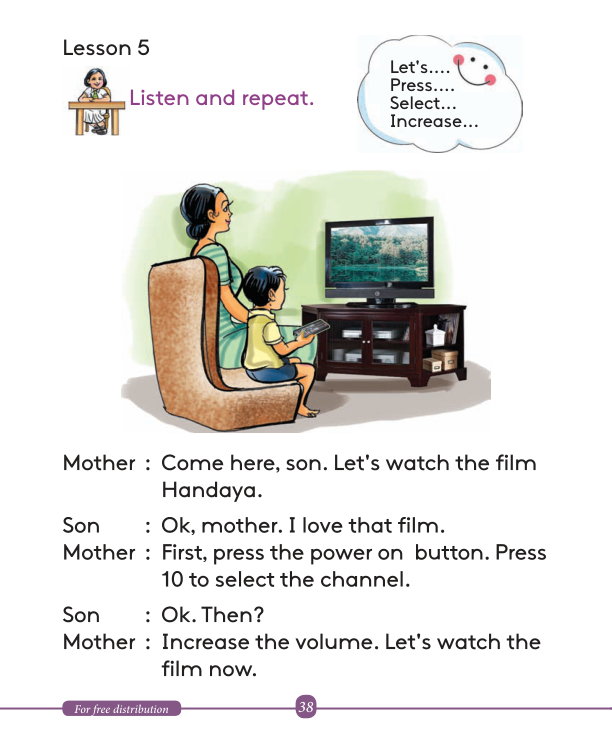 Lesson 5
Let's....
Press....
Select...
Increase...
Listen and repeat.
Mother : Come here, son. Let's watch the film
Handaya.
Son : Ok, mother. I love that film.
Mother : First, press the power on button. Press
10 to select the channel.
Son : Ok. Then?
Mother : Increase the volume. Let's watch the
film now.
For free distribution
38